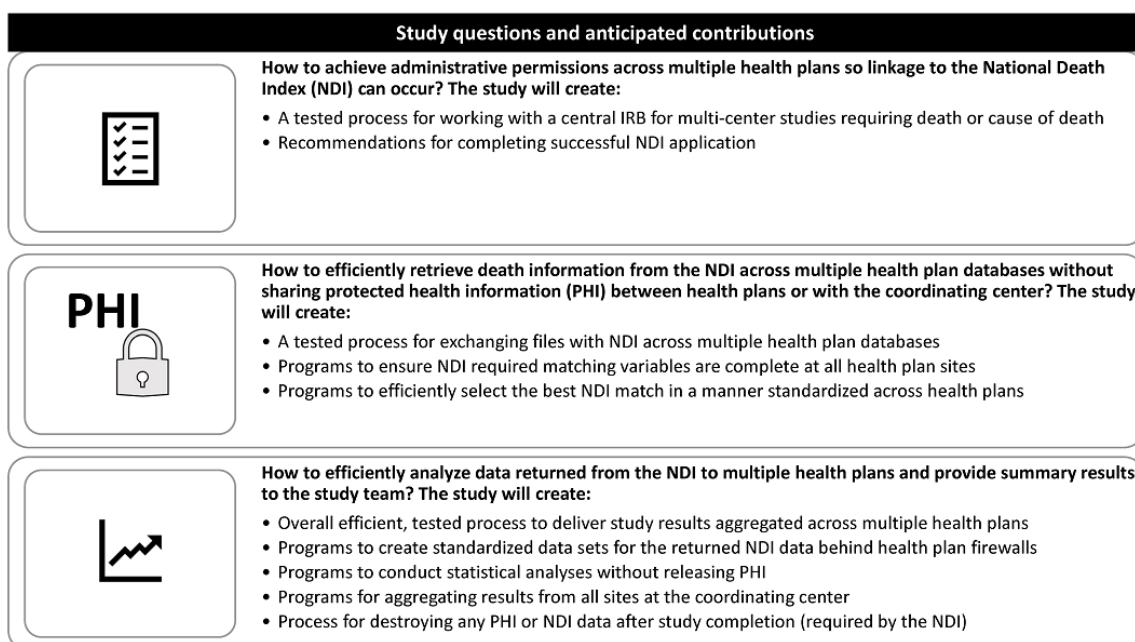 Study questions and anticipated contributions
How to achieve administrative permissions across multiple health plans so linkage to the National Death
Index (NDI) can occur? The study will create:
• A tested process for working with a central IRB for multi-center studies requiring death or cause of death
• Recommendations for completing successful NDI application
PHI
How to efficiently retrieve death information from the NDI across multiple health plan databases without
sharing protected health information (PHI) between health plans or with the coordinating center? The study
will create:
• A tested process for exchanging files with NDI across multiple health plan databases
• Programs to ensure NDI required matching variables are complete at all health plan sites
• Programs to efficiently select the best NDI match in a manner standardized across health plans
How to efficiently analyze data returned from the NDI to multiple health plans and provide summary results
to the study team? The study will create:
• Overall efficient, tested process to deliver study results aggregated across multiple health plans
• Programs to create standardized data sets for the returned NDI data behind health plan firewalls
• Programs to conduct statistical analyses without releasing PHI
• Programs for aggregating results from all sites at the coordinating center
• Process for destroying any PHI or NDI data after study completion (required by the NDI)